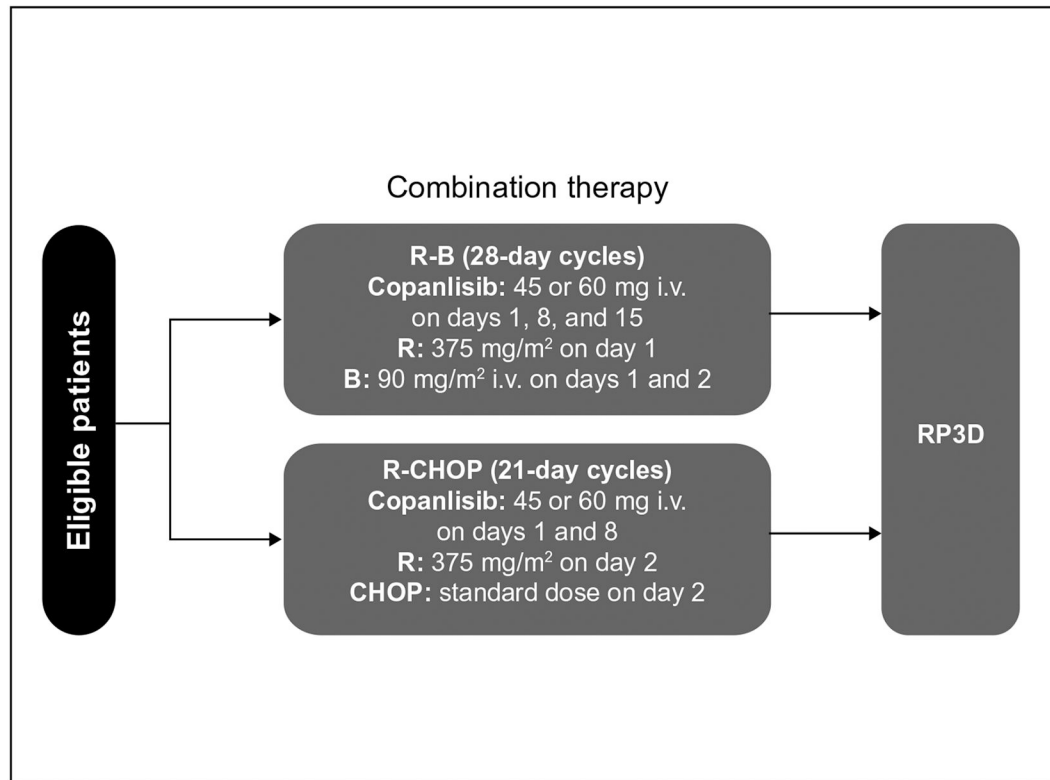 Combination therapy
Eligible patients
R-B (28-day cycles)
Copanlisib: 45 or 60 mg i.v.
on days 1, 8, and 15
R: 375 mg/m² on day 1
B: 90 mg/m² i.v. on days 1 and 2
R-CHOP (21-day cycles)
Copanlisib: 45 or 60 mg i.v.
on days 1 and 8
R: 375 mg/m² on day 2
CHOP: standard dose on day 2
RP3D